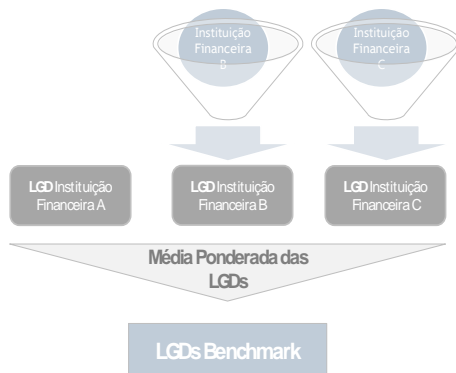 Instituição
Financeira
B
Instituição
Financeira
C
LGD Instituição
Financeira A
LGD Instituição
Financeira B
LGD Instituição
Financeira C
Média Ponderada das
LGDs
LGDs Benchmark